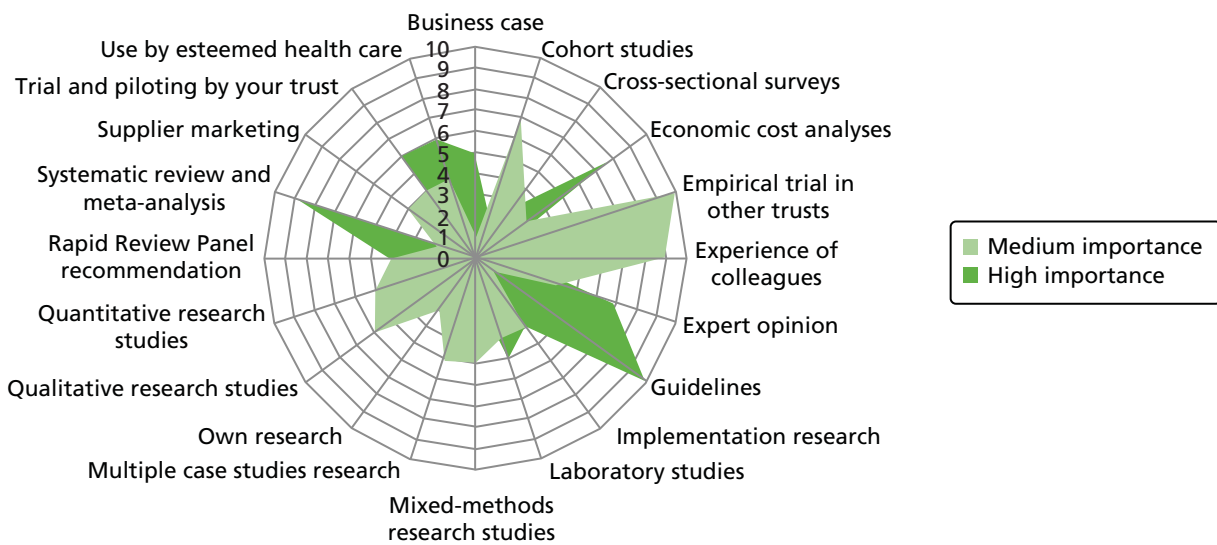 Business case
Cohort studies
Cross-sectional surveys
Economic cost analyses
Empirical trial in
other trusts
Experience of
colleagues
Expert opinion
Guidelines
Implementation research
Laboratory studies
Mixed-methods
research studies
Multiple case studies research
Own research
Qualitative research studies
Quantitative research
studies
Rapid Review Panel
recommendation
Systematic review and
meta-analysis
Supplier marketing
Trial and piloting by your trust
Use by esteemed health care
10
9
8
7
6
5
4
3
2
1
0
Medium importance
High importance